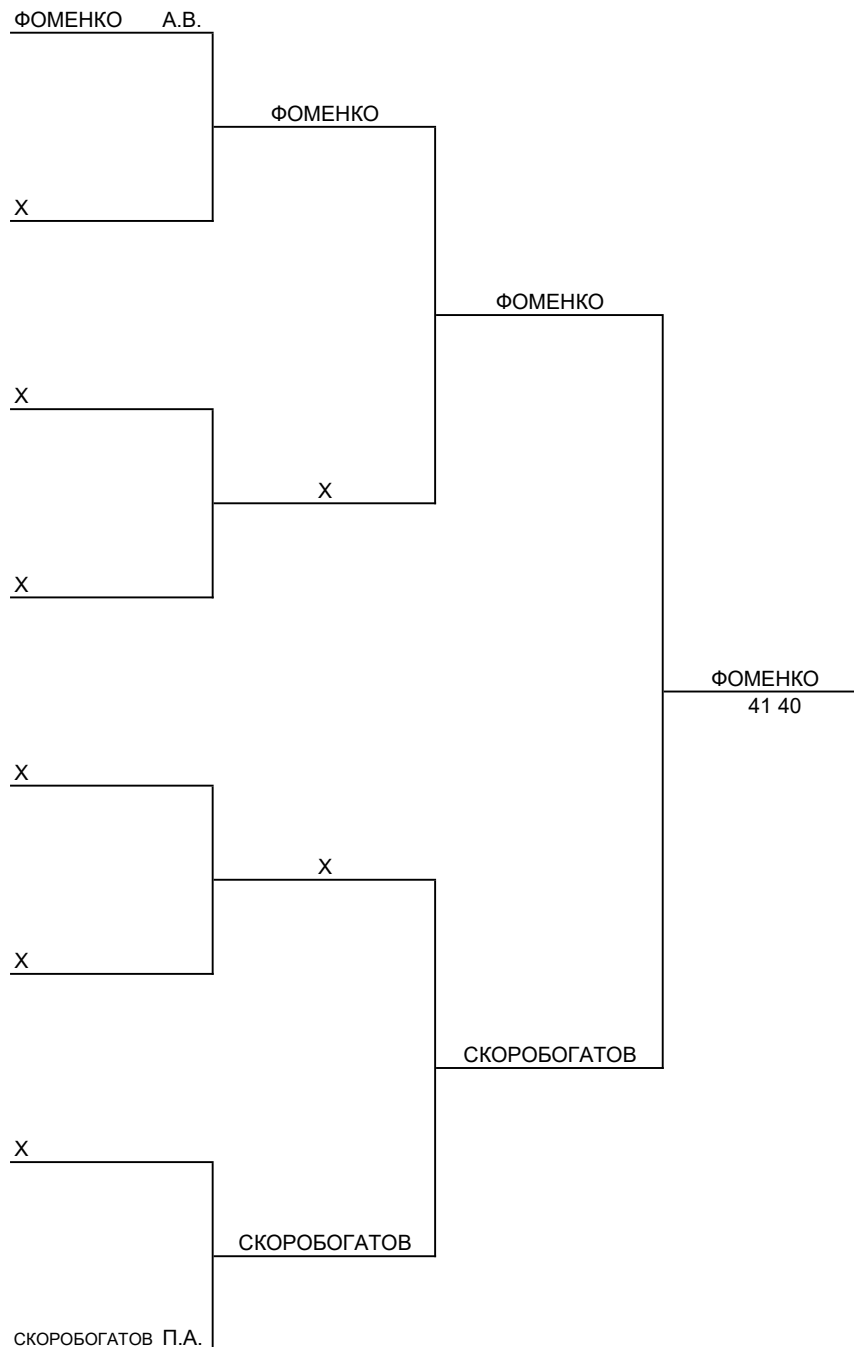 ФОМЕНКО А.В.
ФОМЕНКО
Х
ФОМЕНКО
Х
Х
Х
ФОМЕНКО
41 40
Х
Х
Х
СКОРОБОГАТОВ
Х
СКОРОБОГАТОВ
СКОРОБОГАТОВ П.А.